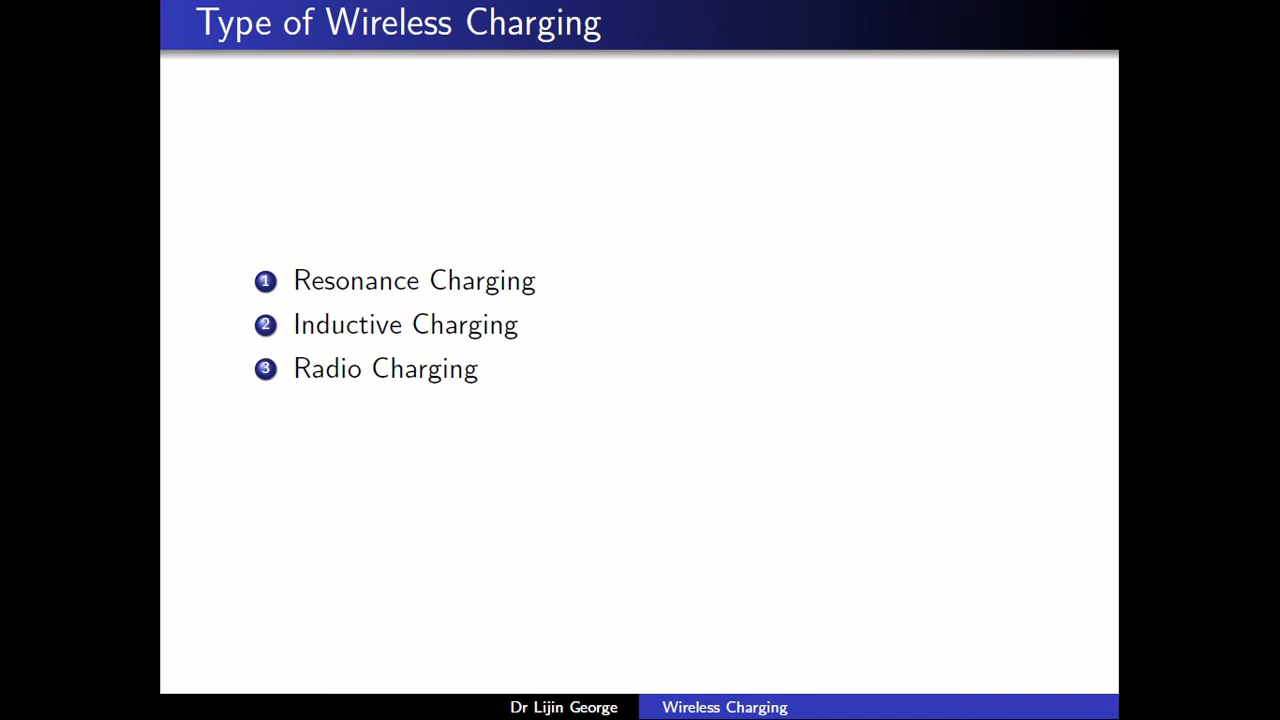 Type of Wireless Charging
1 Resonance Charging
2 Inductive Charging
3 Radio Charging
Dr Lijin George Wireless Charging